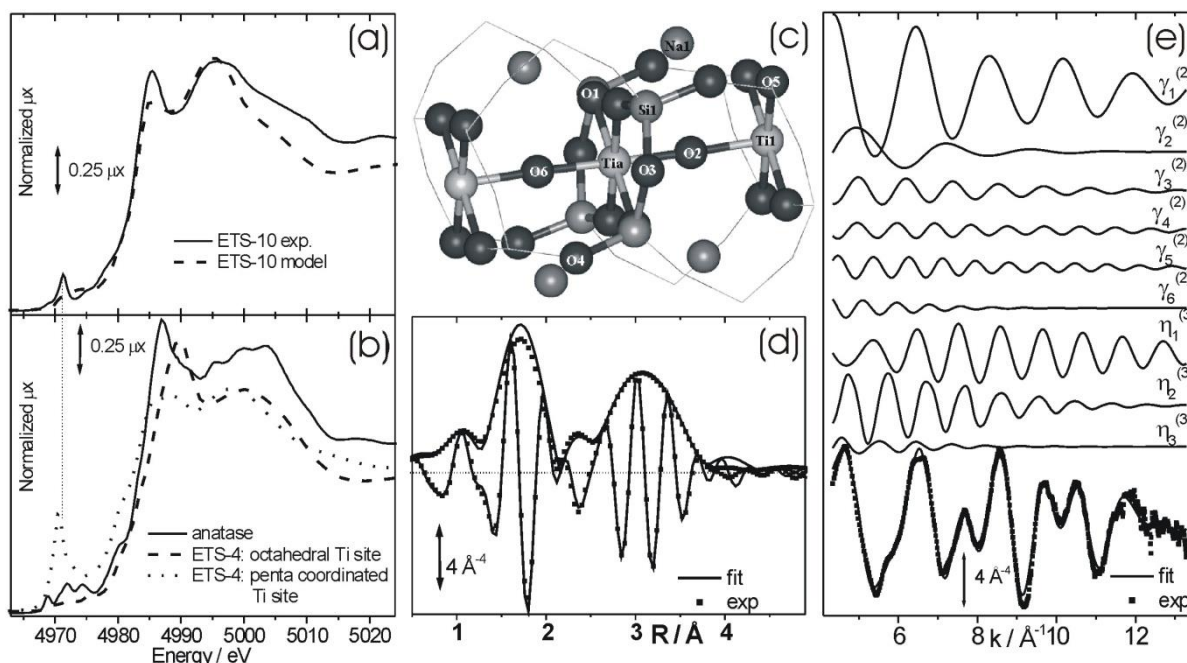 (a)
Normalized μx
0.25 μx
ETS-10 exp.
ETS-10 model
(b)
0.25 μx
Normalized μx
anatase
ETS-4: octahedral Ti site
ETS-4: penta coordinated
Ti site
4970 4980 4990 5000 5010 5020
Energy / eV
(c)
Na1
O1
O5
Si1
Ti1
O2
Tia
O3
O6
O4
(d)
4 Å-4
fit
exp
1 2 3 4
R / Å
(e)
γ1(2
γ2(2)
γ3(2)
γ4(2)
γ5(2)
γ6(2
η1(3
η2(3
η3(3
4 Å-4
fit
exp
6 8 10 12
k / Å-1